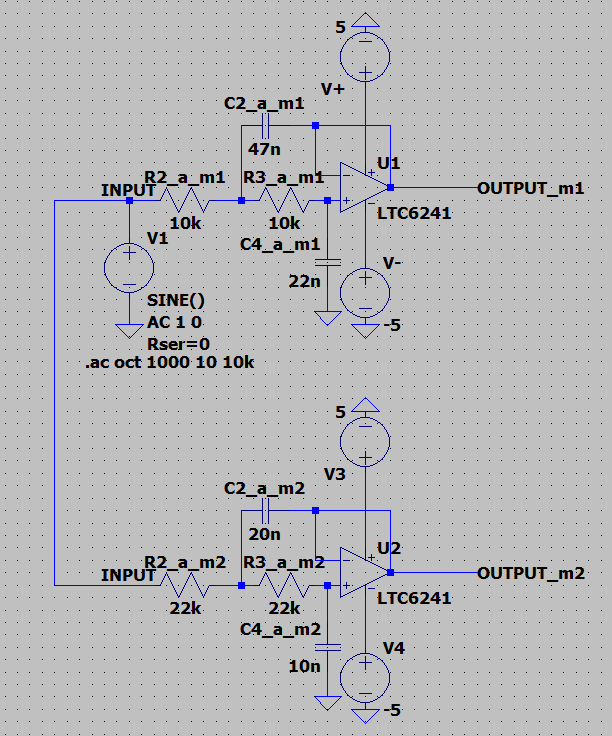 5
V+
C2_a_m1
47n
U1
R2_a_m1
R3_a_m1
INPUT
OUTPUT_m1
10k
10k
LTC6241
V1
C4_a_m1
V-
22n
SINE()
AC 1 0
-5
Rser=0
.ac oct 1000 10 10k
5
V3
C2_a_m2
20n
U2
R2_a_m2
R3_a_m2
INPUT
OUTPUT_m2
22k
22k
LTC6241
C4_a_m2
V4
10n
-5